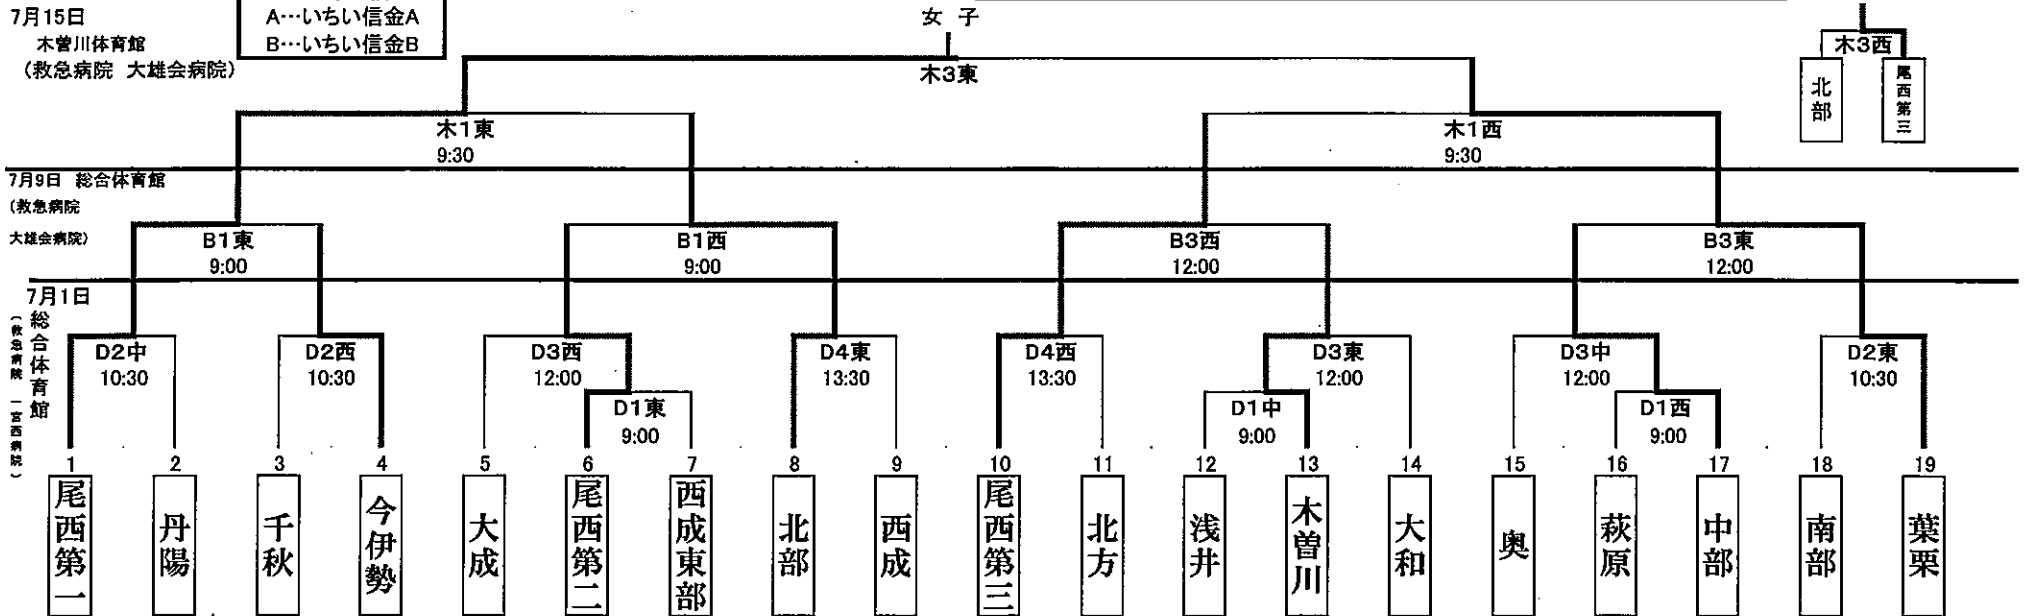 7月15日
A…いちい信金A
女 子
木曽川体育館
B…いちい信金B
木3西
(救急病院 大雄会病院)
木3東
北部
尾西第三
木1東
木1西
9:30
9:30
7月9日 総合体育館
(救急病院
大雄会病院)
B1東
B1西
B3西
B3東
9:00
9:00
12:00
12:00
7月1日
総合体育館
(救急病院 一宮西病院)
D2中
D2西
D3西
D4東
D4西
D3東
D3中
D2東
10:30
10:30
12:00
13:30
13:30
12:00
12:00
10:30
D1東
D1中
D1西
9:00
9:00
9:00
1 2 3 4 5 6 7 8 9 10 11 12 13 14 15 16 17 18 19
尾西第一
丹陽
千秋
今伊勢
大成
尾西第二
西成東部
北部
西成
尾西第三
北方
浅井
木曽川
大和
奥
萩原
中部
南部
葉栗